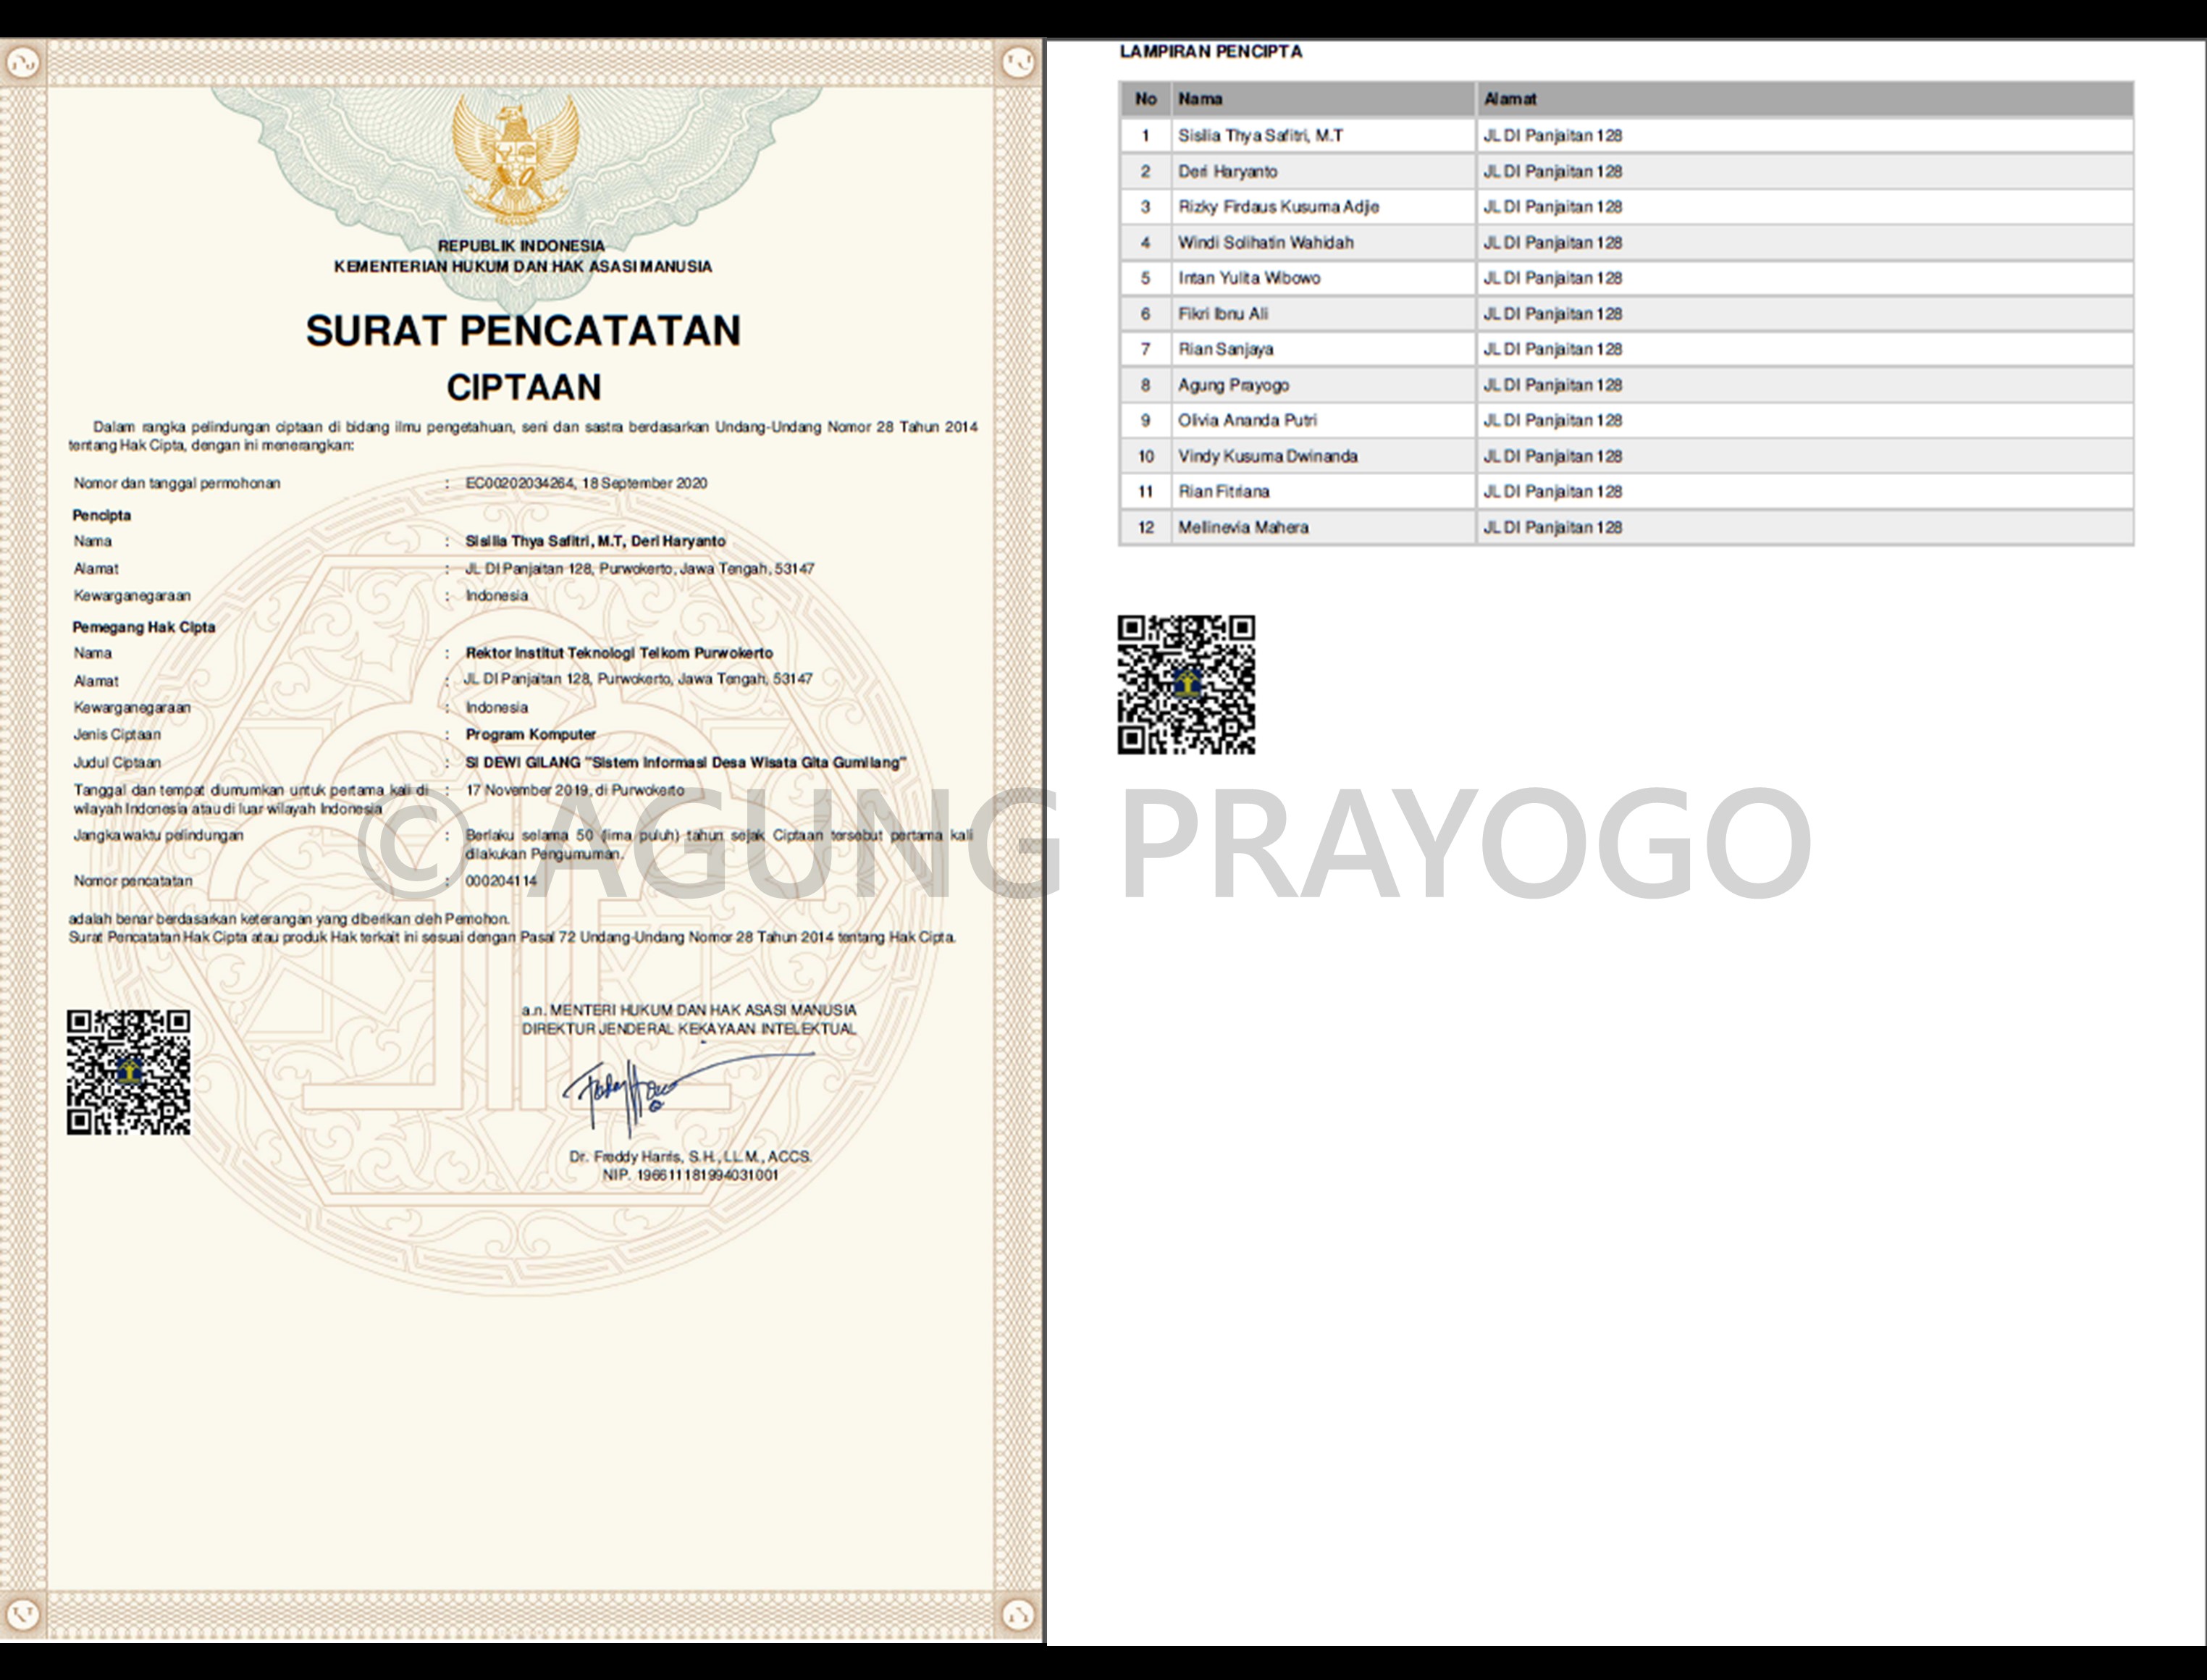 REPUBLIK INDONESIA
KEMENTERIAN HUKUM DAN HAK ASASI MANUSIA
SURAT PENCATATAN
CIPTAAN
Dalam rangka pelindungan ciptaan di bidang ilmu pengetahuan, seni dan sastra berdasarkan Undang-Undang Nomor 28 Tahun 2014
tentang Hak Cipta, dengan ini menerangkan:
Nomor dan tanggal permohonan : EC00202034264, 18 September 2020
Pencipta
Nama : Sisilia Thya Safitri, M.T, Deri Haryanto
Alamat : JL DI Panjaitan 128, Purwokerto, Jawa Tengah, 53147
Kewarganegaraan : Indonesia
Pemegang Hak Cipta
Nama : Rektor Institut Teknologi Telkom Purwokerto
Alamat : JL DI Panjaitan 128, Purwokerto, Jawa Tengah, 53147
Kewarganegaraan : Indonesia
Jenis Ciptaan : Program Komputer
Judul Ciptaan : SI DEWI GILANG "Sistem Informasi Desa Wisata Gita Gumilang"
Tanggal dan tempat diumumkan untuk pertama kali di : 17 November 2019, di Purwokerto
wilayah Indonesia atau di luar wilayah Indonesia
Jangka waktu pelindungan : Berlaku selama 50 (lima puluh) tahun sejak Ciptaan tersebut pertama kali
dilakukan Pengumuman.
Nomor pencatatan : 000204114
adalah benar berdasarkan keterangan yang diberikan oleh Pemohon.
Surat Pencatatan Hak Cipta atau produk Hak terkait ini sesuai dengan Pasal 72 Undang-Undang Nomor 28 Tahun 2014 tentang Hak Cipta.
a.n. MENTERI HUKUM DAN HAK ASASI MANUSIA
DIREKTUR JENDERAL KEKAYAAN INTELEKTUAL
Dr. Freddy Harris, S.H., LL.M., ACCS.
NIP. 196611181994031001
LAMPIRAN PENCIPTA
No Nama Alamat
1 Sisilia Thya Safitri, M.T JL DI Panjaitan 128
2 Deri Haryanto JL DI Panjaitan 128
3 Rizky Firdaus Kusuma Adjie JL DI Panjaitan 128
4 Windi Solihatin Wahidah JL DI Panjaitan 128
5 Intan Yulita Wibowo JL DI Panjaitan 128
6 Fikri Ibnu Ali JL DI Panjaitan 128
7 Rian Sanjaya JL DI Panjaitan 128
8 Agung Prayogo JL DI Panjaitan 128
9 Olivia Ananda Putri JL DI Panjaitan 128
10 Vindy Kusuma Dwinanda JL DI Panjaitan 128
11 Rian Fitriana JL DI Panjaitan 128
12 Mellinevia Mahera JL DI Panjaitan 128
© AGUNG PRAYOGO